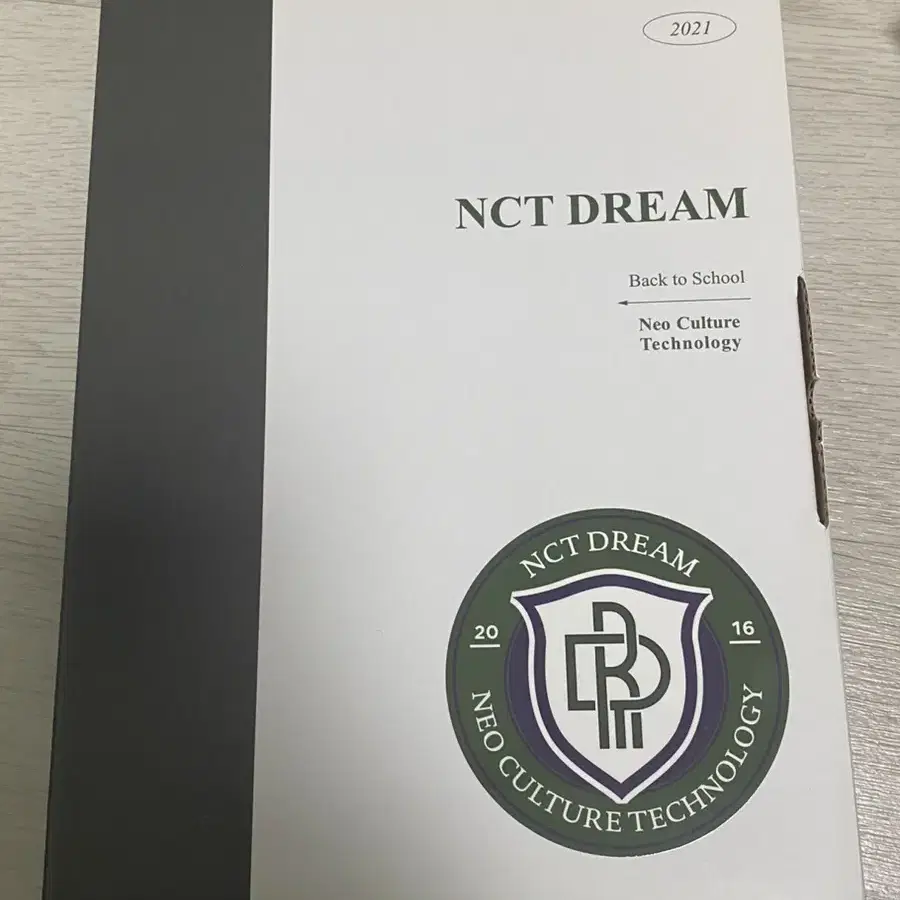 2021
NCT DREAM
Back to School
Neo Culture
Technology
NCT DREAM
20
16
NEO CULTURE TECHNOLOGY